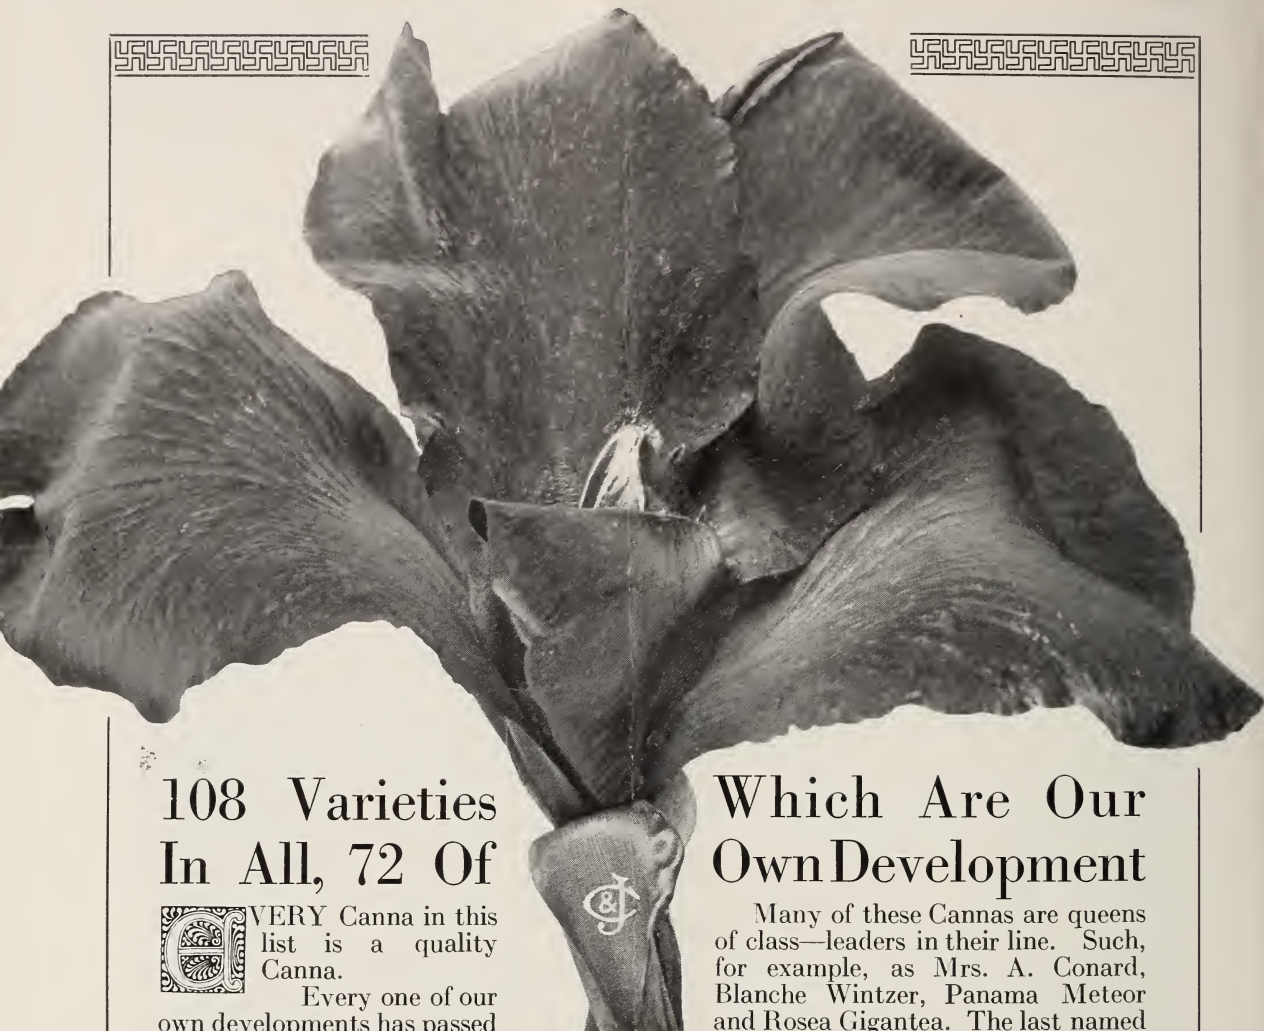 108 Varieties
In All, 72 Of
EVERY Canna in this
list is a quality
Canna.
Every one of our
own developments has passed
C&J
Which Are Our
Own Development
Many of these Cannas are queens
of class—leaders in their line. Such,
for example, as Mrs. A. Conard,
Blanche Wintzer, Panama Meteor
and Rosea Gigantea. The last named